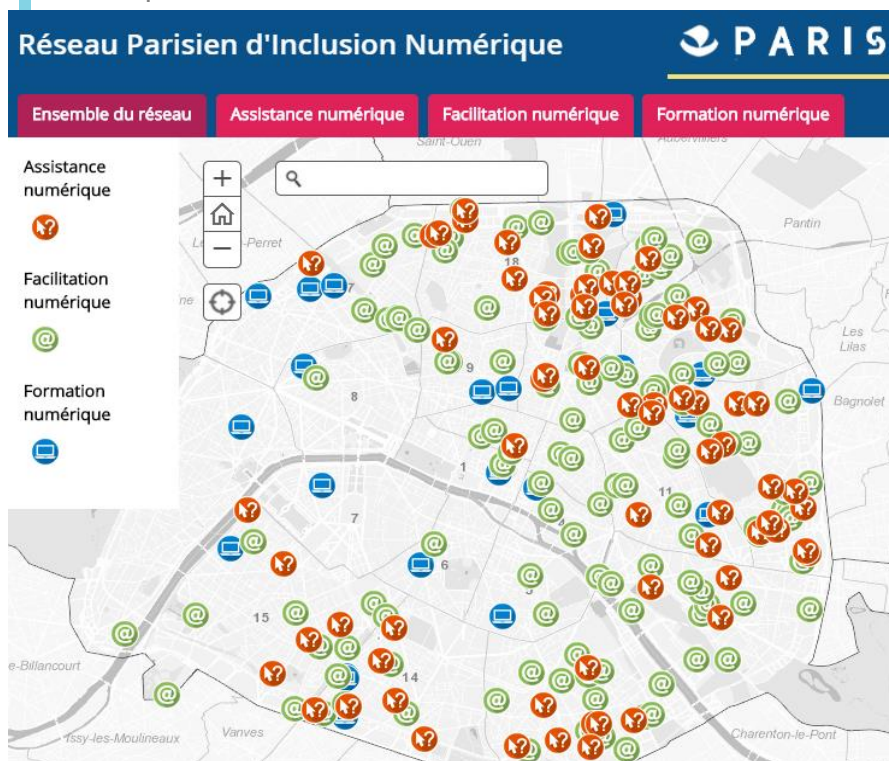 Réseau Parisien d'Inclusion Numérique
PARIS
Ensemble du réseau
Assistance numérique
Facilitation numérique
Formation numérique
Assistance
numérique
Facilitation
numérique
Formation
numérique
Saint-Ouen
Aubervilliers
Pantin
Perret
18
17
Les
Lilas
9
8
Bagnolet
1
11
7
6
5
15
14
e-Billancourt
Issy-les-Moulineaux
Vanves
Charenton-le-Pont